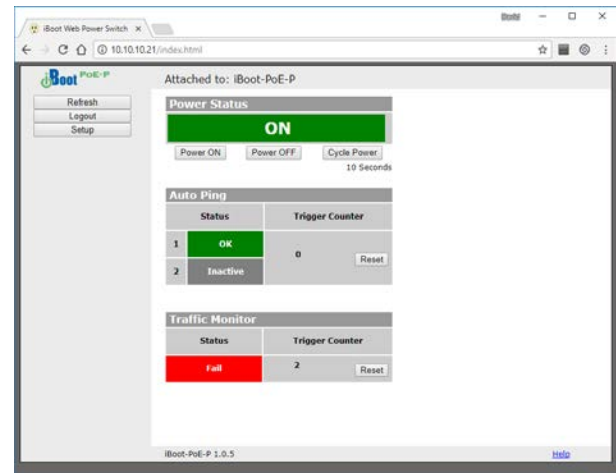 iBoot Web Power Switch
10.10.10.21/index.html
iBoot PoE-P
Attached to: iBoot-PoE-P
Refresh
Logout
Setup
Power Status
ON
Power ON Power OFF Cycle Power
10 Seconds
Auto Ping
Status Trigger Counter
1 OK
0 Reset
2 Inactive
Traffic Monitor
Status Trigger Counter
Fail 2 Reset
iBoot-PoE-P 1.0.5 Help